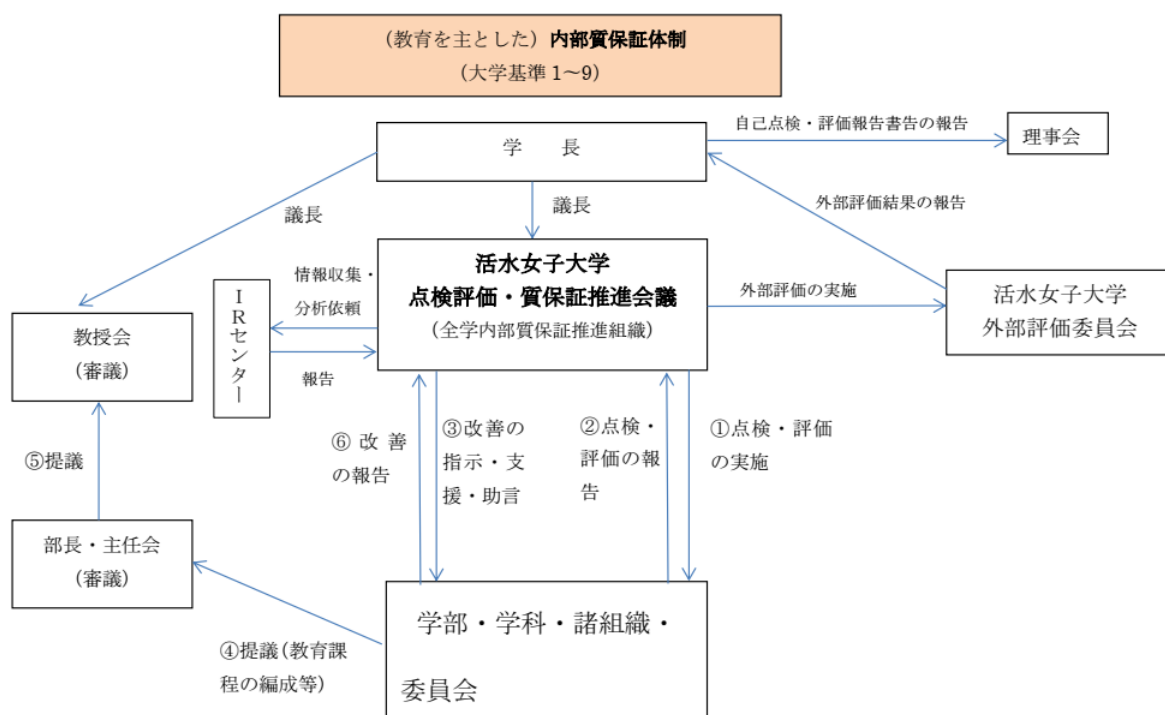 (教育を主とした) 内部質保証体制
(大学基準 1～9)
学 長
自己点検・評価報告書告の報告
理事会
議長
議長
外部評価結果の報告
活水女子大学
点検評価・質保証推進会議
(全学内部質保証推進組織)
情報収集・
分析依頼
報告
IRセンター
外部評価の実施
活水女子大学
外部評価委員会
教授会
(審議)
⑤提議
⑥ 改 善
の報告
③改善の
指示・支
援・助言
②点検・
評価の報
告
①点検・評価
の実施
部長・主任会
(審議)
④提議(教育課
程の編成等)
学部・学科・諸組織・
委員会